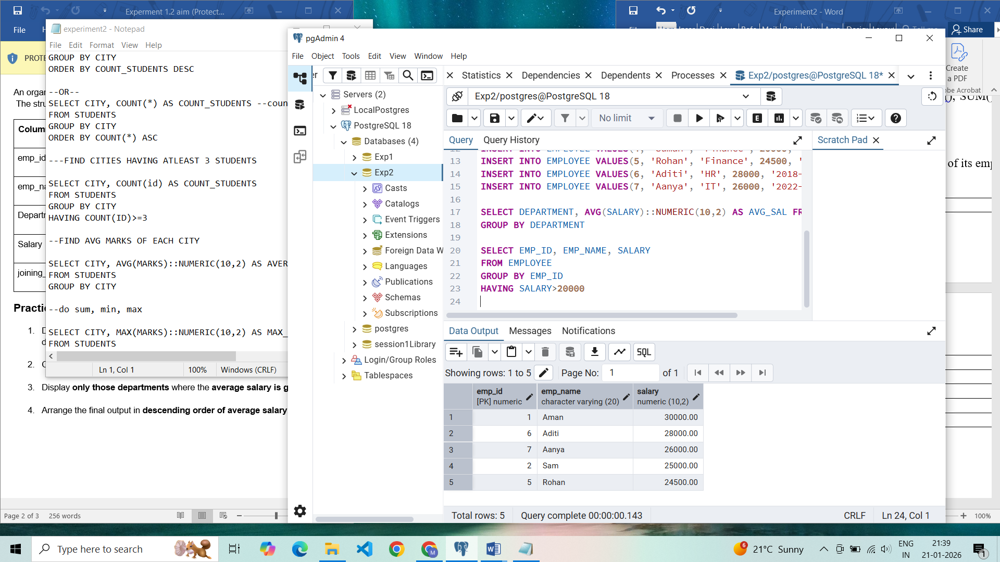 Experment 1.2 aim (Protect...
File
PROTE
An organ
The stru
Colum
emp_id
emp_na
Departn
Salary
joining_
Practi
1.
2.
3. Display only those departments where the average salary is g
4. Arrange the final output in descending order of average salary
Page 2 of 3 256 words
experiment2 - Notepad
File Edit Format View Help
GROUP BY CITY
ORDER BY COUNT_STUDENTS DESC
--OR--
SELECT CITY, COUNT(*) AS COUNT_STUDENTS --coun
FROM STUDENTS
GROUP BY CITY
ORDER BY COUNT(*) ASC
---FIND CITIES HAVING ATLEAST 3 STUDENTS
SELECT CITY, COUNT(id) AS COUNT_STUDENTS
FROM STUDENTS
GROUP BY CITY
HAVING COUNT(ID)>=3
--FIND AVG MARKS OF EACH CITY
SELECT CITY, AVG(MARKS)::NUMERIC(10,2) AS AVER
FROM STUDENTS
GROUP BY CITY
--do sum, min, max
SELECT CITY, MAX(MARKS)::NUMERIC(10,2) AS MAX_
FROM STUDENTS
Ln 1, Col 1 100% Windows (CRLF)
Experiment2 - Word
Share
Create
a PDF
obe Acrobat
of its emp
100%
pgAdmin 4
File Object Tools Edit View Window Help
er
Statistics Dependencies Dependents Processes Exp2/postgres@PostgreSQL 18*
Servers (2)
LocalPostgres
PostgreSQL 18
Databases (4)
Exp1
Exp2
Casts
Catalogs
Event Triggers
Extensions
Foreign Data W
Languages
Publications
Schemas
Subscriptions
postgres
session1Library
Login/Group Roles
Tablespaces
Exp2/postgres@PostgreSQL 18
No limit
E
Query Query History
Scratch Pad
13 INSERT INTO EMPLOYEE VALUES(5, 'Rohan', 'Finance', 24500, '
14 INSERT INTO EMPLOYEE VALUES(6, 'Aditi', 'HR', 28000, '2018-
15 INSERT INTO EMPLOYEE VALUES(7, 'Aanya', 'IT', 26000, '2022-
16
17 SELECT DEPARTMENT, AVG(SALARY)::NUMERIC(10,2) AS AVG_SAL FR
18 GROUP BY DEPARTMENT
19
20 SELECT EMP_ID, EMP_NAME, SALARY
21 FROM EMPLOYEE
22 GROUP BY EMP_ID
23 HAVING SALARY>20000
24
Data Output Messages Notifications
SQL
Showing rows: 1 to 5 Page No: 1 of 1
emp_id emp_name salary
[PK] numeric character varying (20) numeric (10,2)
1 1 Aman 30000.00
2 6 Aditi 28000.00
3 7 Aanya 26000.00
4 2 Sam 25000.00
5 5 Rohan 24500.00
Total rows: 5 Query complete 00:00:00.143 CRLF Ln 24, Col 1
Type here to search
6
21°C Sunny
ENG
IN
21:39
21-01-2026
1